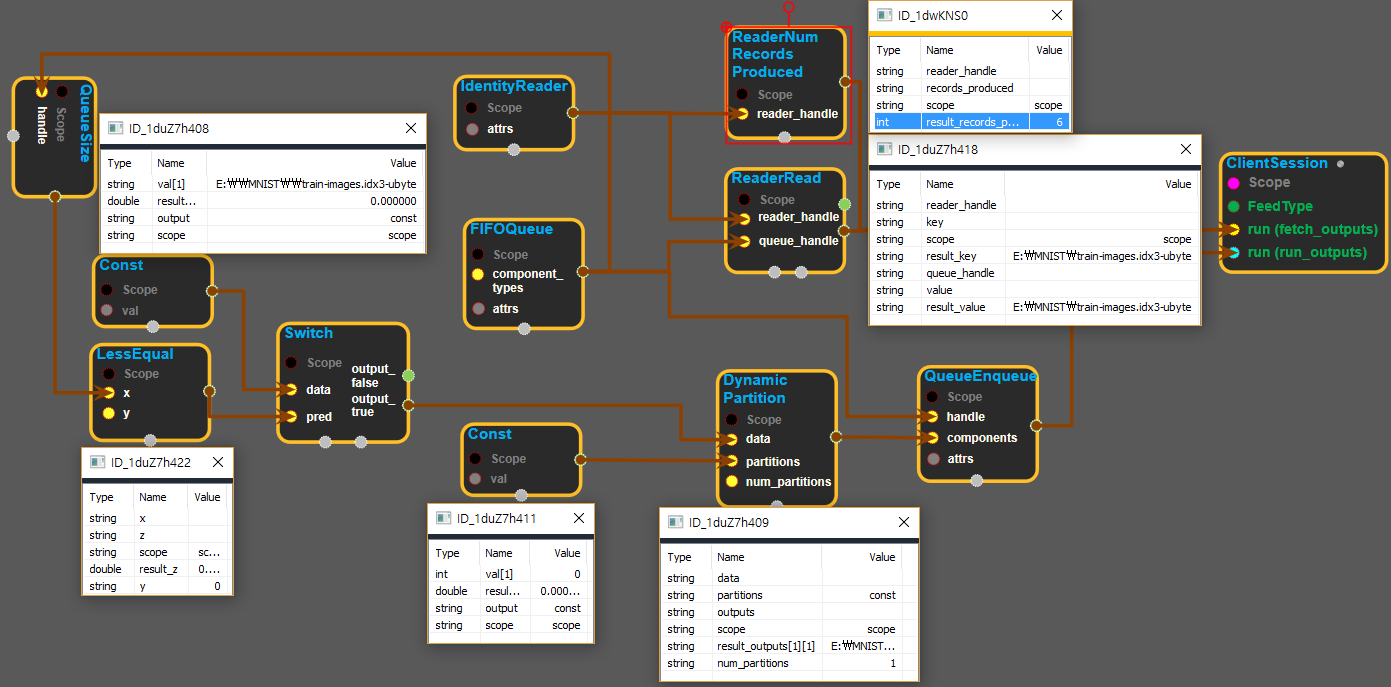 QueueSize
Scope
handle
ID_1duZ7h408
Type Name Value
string val[1] E:₩₩MNIST₩₩train-images.idx3-ubyte
double result... 0.000000
string output const
string scope scope
Const
Scope
val
LessEqual
Scope
x
y
ID_1duZ7h422
Type Name Value
string x
string z
string scope sc...
double result_z 0....
string y 0
Switch
Scope
data
pred
output_
false
output_
true
IdentityReader
Scope
attrs
FIFOQueue
Scope
component_
types
attrs
Const
Scope
val
ID_1duZ7h411
Type Name Value
int val[1] 0
double resul... 0.000...
string output const
string scope scope
ReaderNum
Records
Produced
Scope
reader_handle
ReaderRead
Scope
reader_handle
queue_handle
Dynamic
Partition
Scope
data
partitions
num_partitions
ID_1duZ7h409
Type Name Value
string data
string partitions const
string outputs
string scope scope
string result_outputs[1][1] E:₩MNIST...
string num_partitions 1
ID_1dwKNS0
Type Name Value
string reader_handle
string records_produced
string scope scope
int result_records_p... 6
ID_1duZ7h418
Type Name Value
string reader_handle
string key
string scope scope
string result_key E:₩MNIST₩train-images.idx3-ubyte
string queue_handle
string value
string result_value E:₩MNIST₩train-images.idx3-ubyte
QueueEnqueue
Scope
handle
components
attrs
ClientSession
Scope
FeedType
run (fetch_outputs)
run (run_outputs)